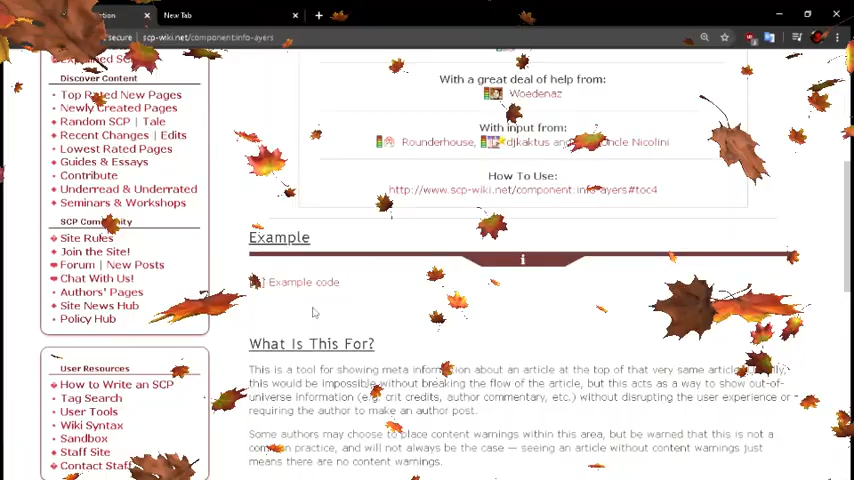 New Tab
scp-wiki.net/component:info-ayers
Discover Content
Top Rated New Pages
Newly Created Pages
Random SCP | Tale
Recent Changes | Edits
Lowest Rated Pages
Guides & Essays
Contribute
Underread & Underrated
Seminars & Workshops
SCP Community
Site Rules
Join the Site!
Forum | New Posts
Chat With Us!
Authors' Pages
Site News Hub
Policy Hub
User Resources
How to Write an SCP
Tag Search
User Tools
Wiki Syntax
Sandbox
Staff Site
Contact Staff
With a great deal of help from:
Woedenaz
With input from:
Rounderhouse, djkaktus and Uncle Nicolini
How To Use:
http://www.scp-wiki.net/component:info-ayers#toc4
Example
i
Example code
What Is This For?
This is a tool for showing meta information about an article at the top of that very same article.
this would be impossible without breaking the flow of the article, but this acts as a way to show out-of-
universe information (e.g. crit credits, author commentary, etc.) without disrupting the user experience or
requiring the author to make an author post.
Some authors may choose to place content warnings within this area, but be warned that this is not a
common practice, and will not always be the case — seeing an article without content warnings just
means there are no content warnings.